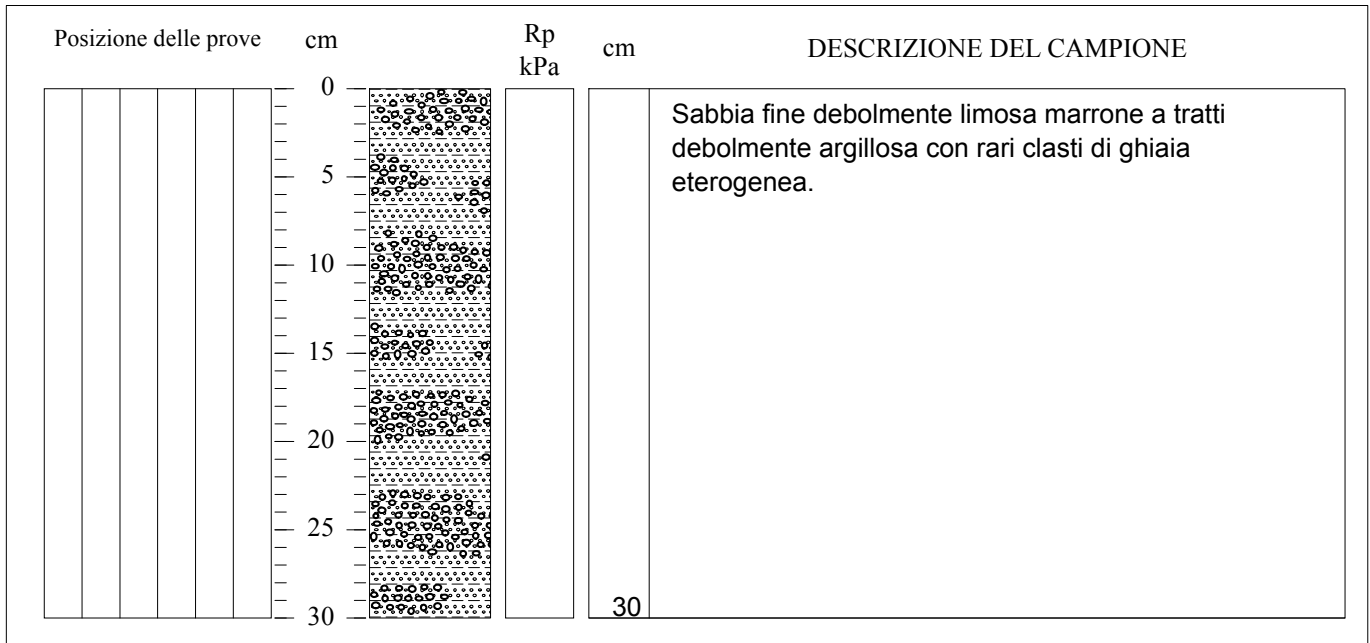 Posizione delle prove
cm
Rp
kPa
cm
DESCRIZIONE DEL CAMPIONE
0
5
10
15
20
25
30
30
Sabbia fine debolmente limosa marrone a tratti
debolmente argillosa con rari clasti di ghiaia
eterogenea.